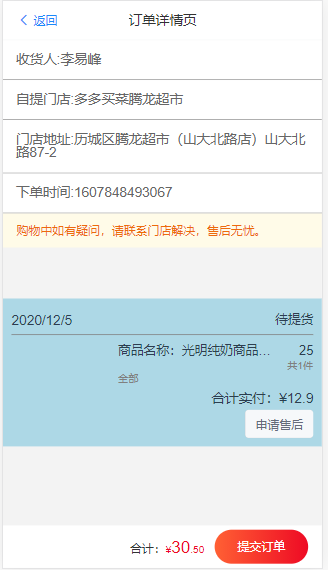 返回
订单详情页
收货人:李易峰
自提门店:多多买菜腾龙超市
门店地址:历城区腾龙超市（山大北路店）山大北
路87-2
下单时间:1607848493067
购物中如有疑问，请联系门店解决，售后无忧。
2020/12/5 待提货
商品名称：光明纯奶商品... 25
共1件
全部
合计实付：¥12.9
申请售后
合计：¥30.50
提交订单